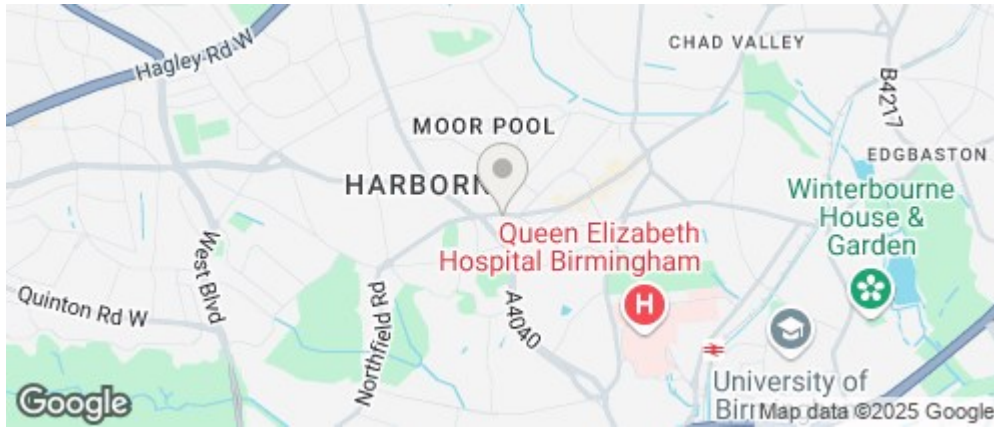 CHAD VALLEY
Hagley Rd W
B4217
MOOR POOL
EDGBASTON
HARBORN
Winterbourne
House &
Garden
Queen Elizabeth
Hospital Birmingham
West Blvd
Quinton Rd W
Northfield Rd
A4040
H
University of
Google
Map data ©2025 Google